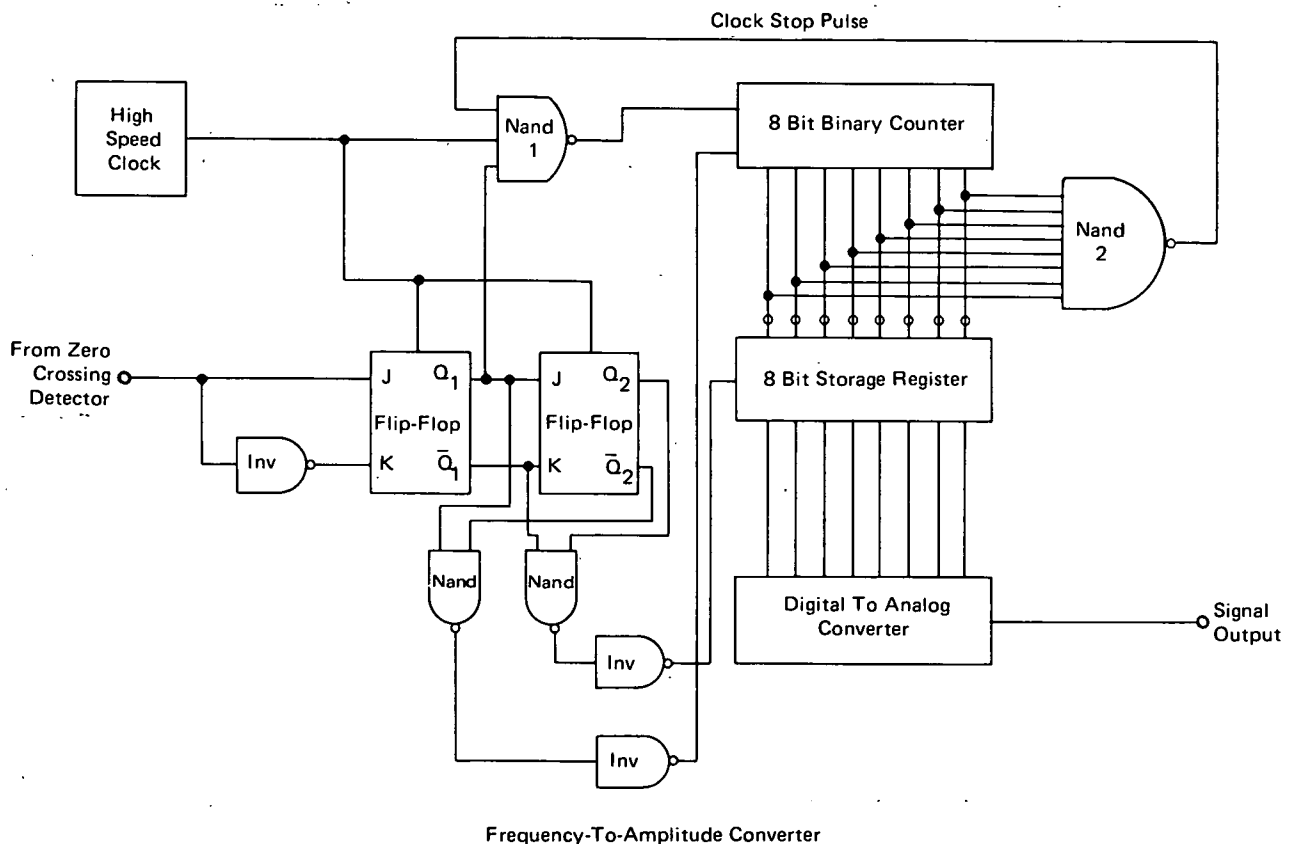 Clock Stop Pulse
High
Speed
Clock
Nand
1
8 Bit Binary Counter
Nand
2
From Zero
Crossing
Detector
J Q1
Flip-Flop
K Q̅1
J Q2
Flip-Flop
K Q̅2
Inv
8 Bit Storage Register
Nand
Nand
Inv
Inv
Digital To Analog
Converter
Signal
Output
Frequency-To-Amplitude Converter